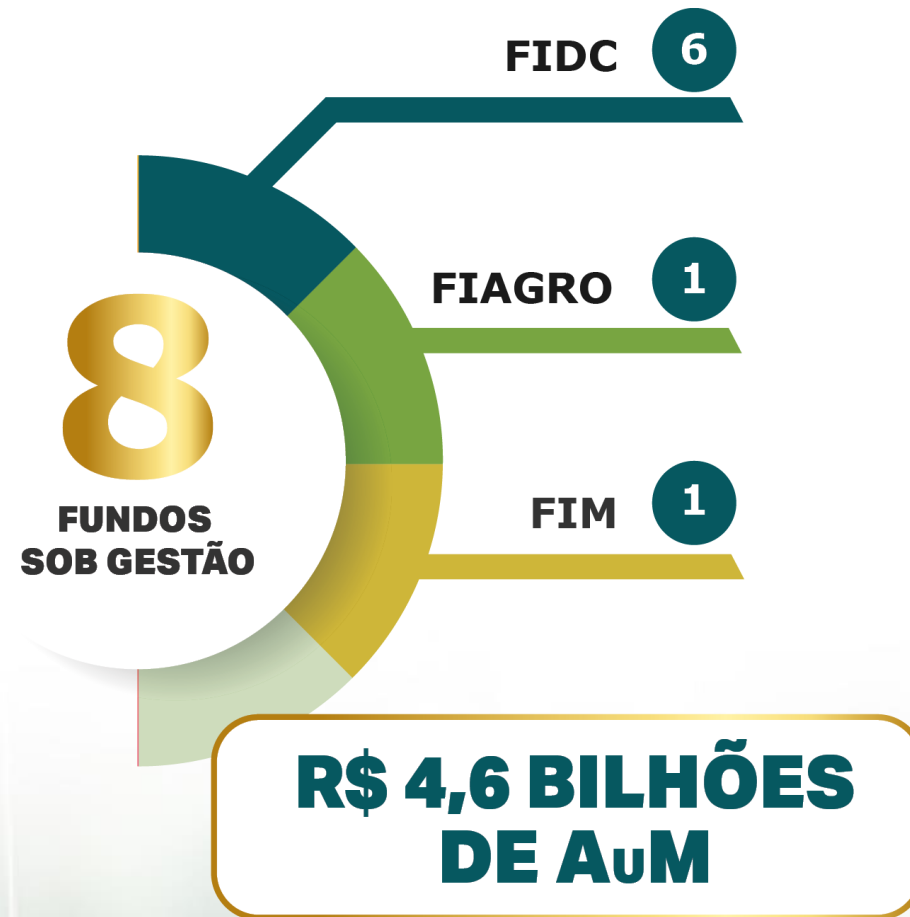 FIDC 6
FIAGRO 1
8
FUNDOS
SOB GESTÃO
FIM 1
R$ 4,6 BILHÕES
DE AuM